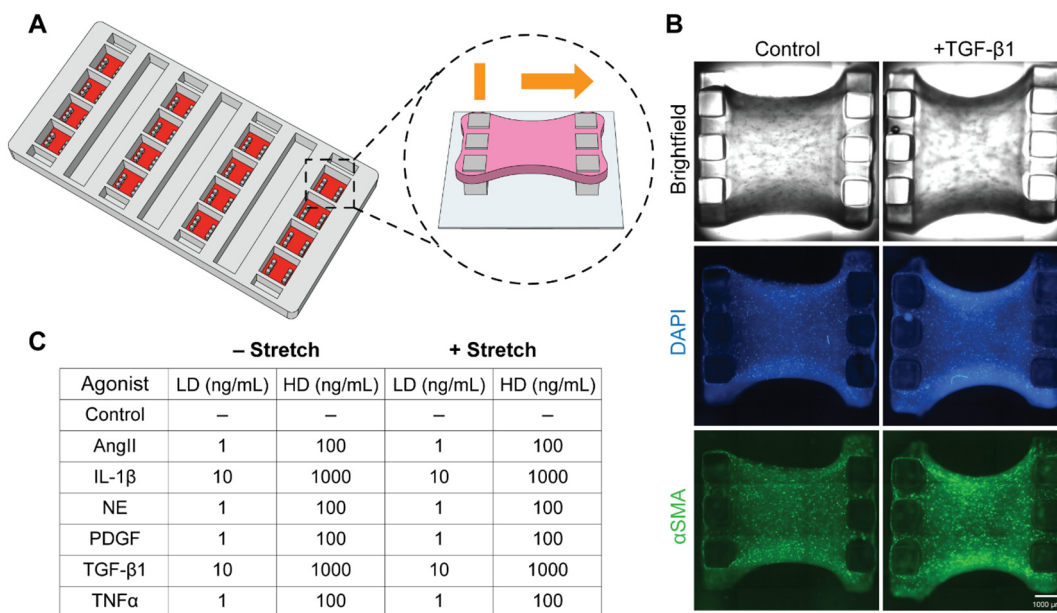 A
B
Control
+TGF-β1
Brightfield
DAPI
αSMA
1000 μm
C
– Stretch
+ Stretch
Agonist LD (ng/mL) HD (ng/mL) LD (ng/mL) HD (ng/mL)
Control – – – –
AngII 1 100 1 100
IL-1β 10 1000 10 1000
NE 1 100 1 100
PDGF 1 100 1 100
TGF-β1 10 1000 10 1000
TNFα 1 100 1 100